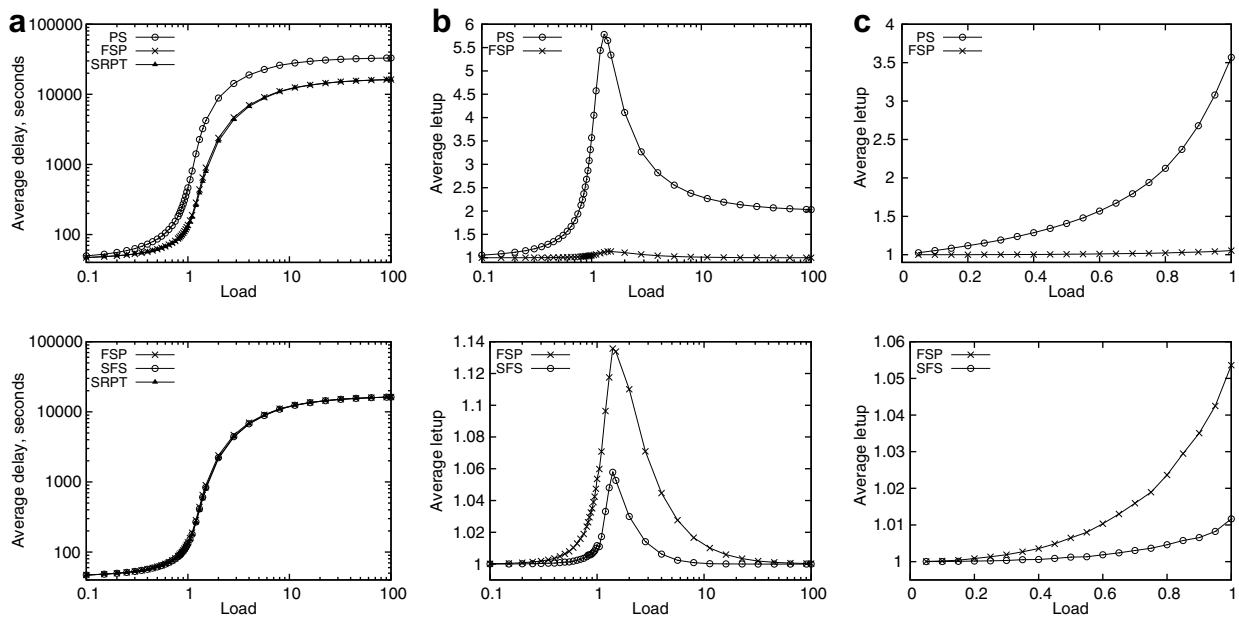 a
100000
10000
1000
100
Average delay, seconds
PS
FSP
SRPT
0.1 1 10 100
Load
b
6
5.5
5
4.5
4
3.5
3
2.5
2
1.5
1
Average letup
PS
FSP
0.1 1 10 100
Load
c
4
3.5
3
2.5
2
1.5
1
Average letup
PS
FSP
0 0.2 0.4 0.6 0.8 1
Load
100000
10000
1000
100
Average delay, seconds
FSP
SFS
SRPT
0.1 1 10 100
Load
1.14
1.12
1.1
1.08
1.06
1.04
1.02
1
Average letup
FSP
SFS
0.1 1 10 100
Load
1.06
1.05
1.04
1.03
1.02
1.01
1
Average letup
FSP
SFS
0 0.2 0.4 0.6 0.8 1
Load